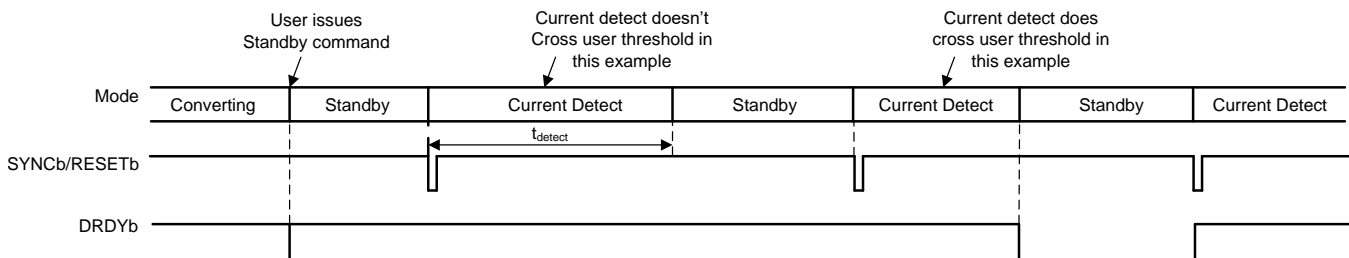 User issues
Standby command
Current detect doesn't
Cross user threshold in
this example
Current detect does
cross user threshold in
this example
Mode
Converting
Standby
Current Detect
Standby
Current Detect
Standby
Current Detect
tdetect
SYNCb/RESETb
DRDYb